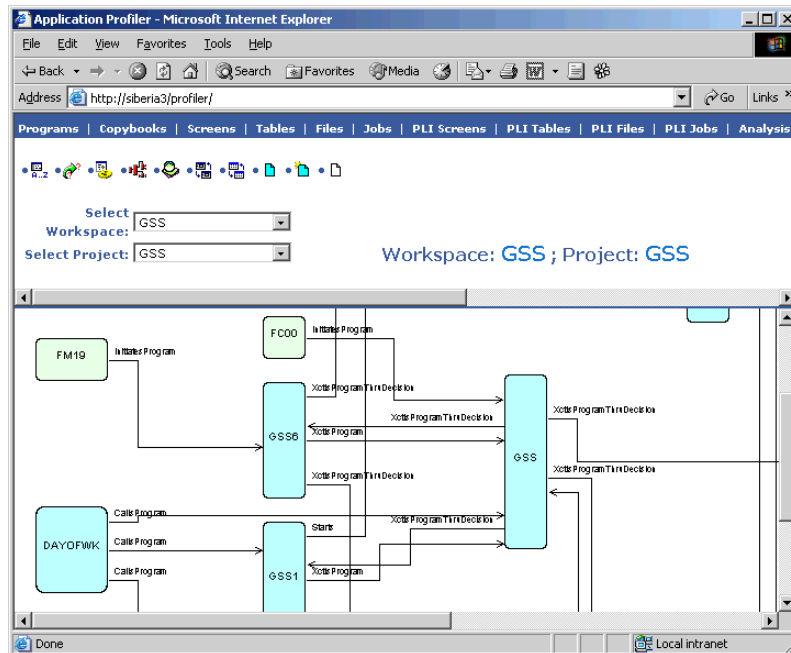 Application Profiler - Microsoft Internet Explorer
File Edit View Favorites Tools Help
Back Search Favorites Media
Address http://siberia3/profiler/ Go Links »
Programs | Copybooks | Screens | Tables | Files | Jobs | PLI Screens | PLI Tables | PLI Files | PLI Jobs | Analysis
A..Z
Select Workspace: GSS
Select Project: GSS
Workspace: GSS ; Project: GSS
FC00 Initiates Program
FM19 Initiates Program
Xctls Program Thru Decision
Xctls Program Thru Decision
Xctls Program Thru Decision
GSS6 Xctls Program
GSS
Xctls Program Thru Decision
Xctls Program Thru Decision
Calls Program
Starts
Xctls Program Thru Decision
DAYOFWK Calls Program
Calls Program
GSS1 Xctls Program
Done
Local intranet